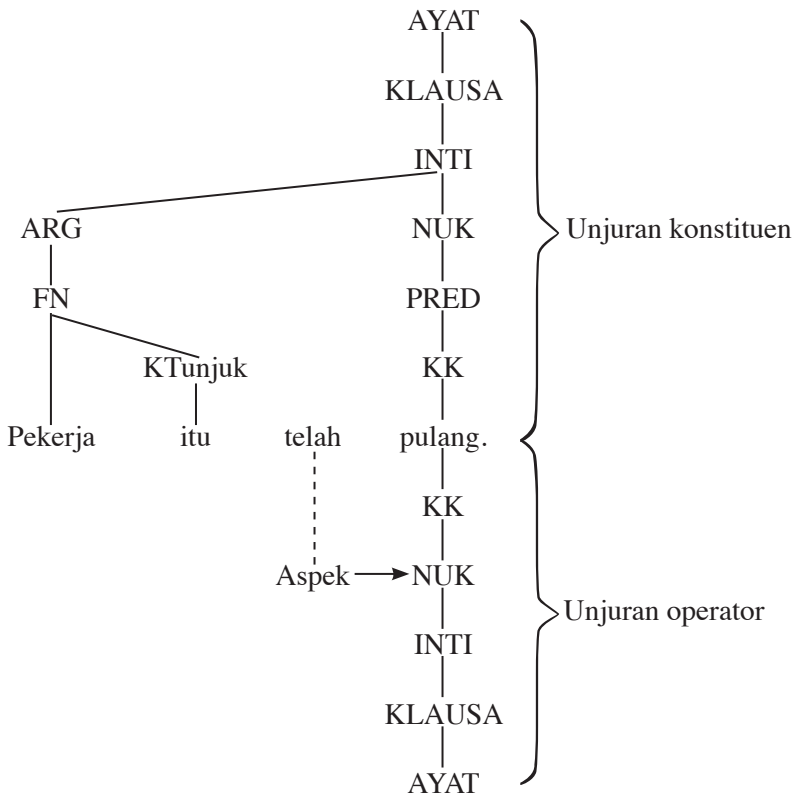 AYAT
KLAUSA
INTI
ARG NUK Unjuran konstituen
FN PRED
KTunjuk KK
Pekerja itu telah pulang.
KK
Aspek NUK
Unjuran operator
INTI
KLAUSA
AYAT